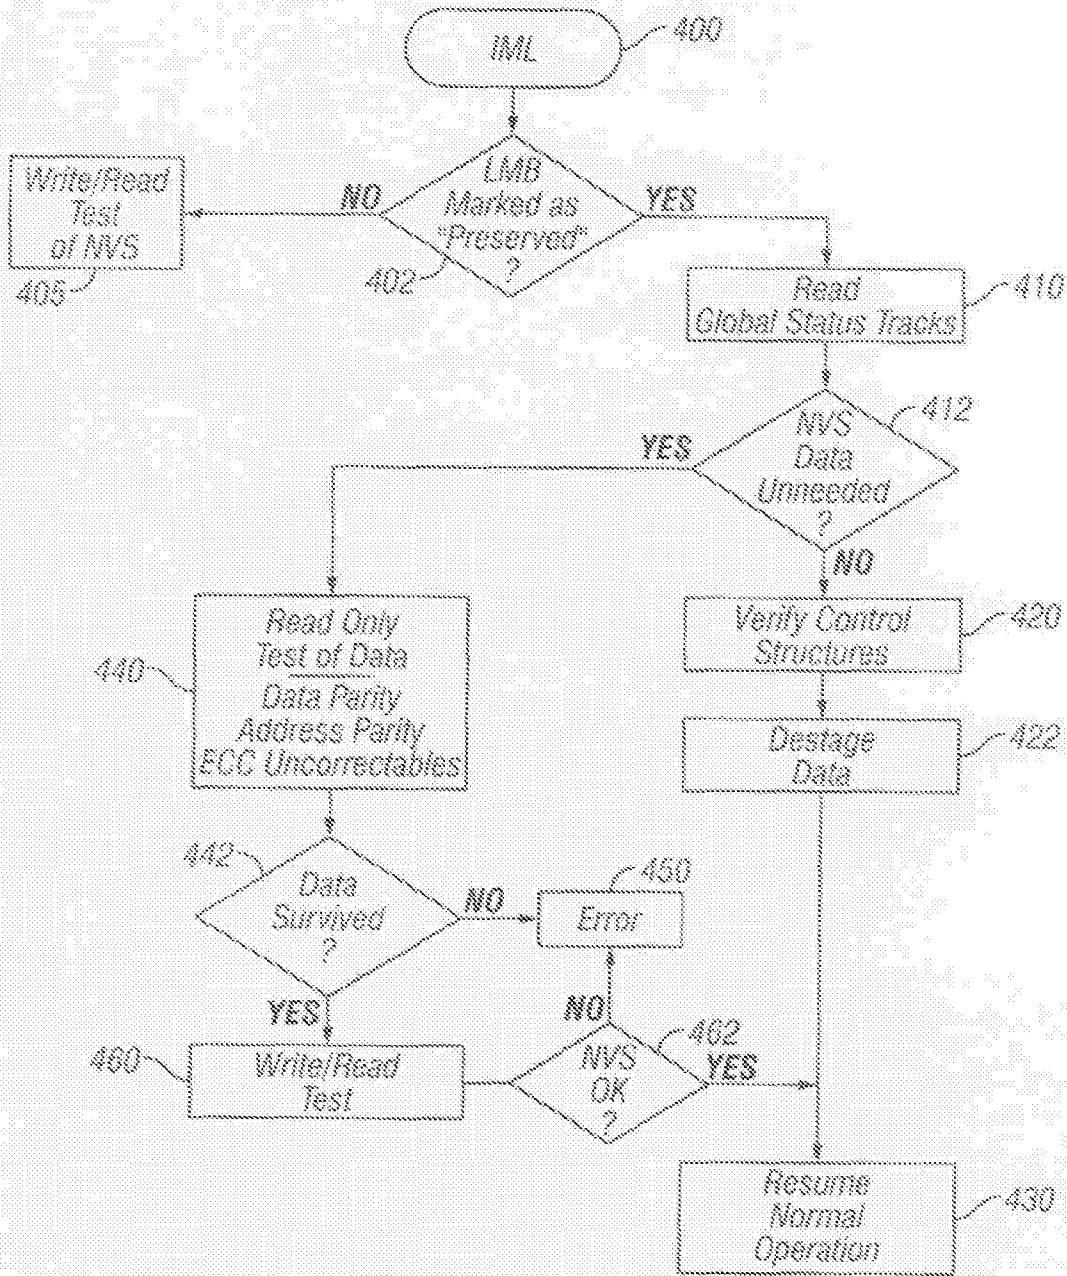 IML
400
LMB
Marked as
"Preserved"
?
402
NO
YES
Write/Read
Test
of NVS
405
Read
Global Status Tracks
410
NVS
Data
Unneeded
?
412
YES
NO
Read Only
Test of Data
Data Parity
Address Parity
ECC Uncorrectables
440
Verify Control
Structures
420
Destage
Data
422
Data
Survived
?
442
NO
YES
Error
450
Write/Read
Test
460
NVS
OK
?
462
NO
YES
Resume
Normal
Operation
430